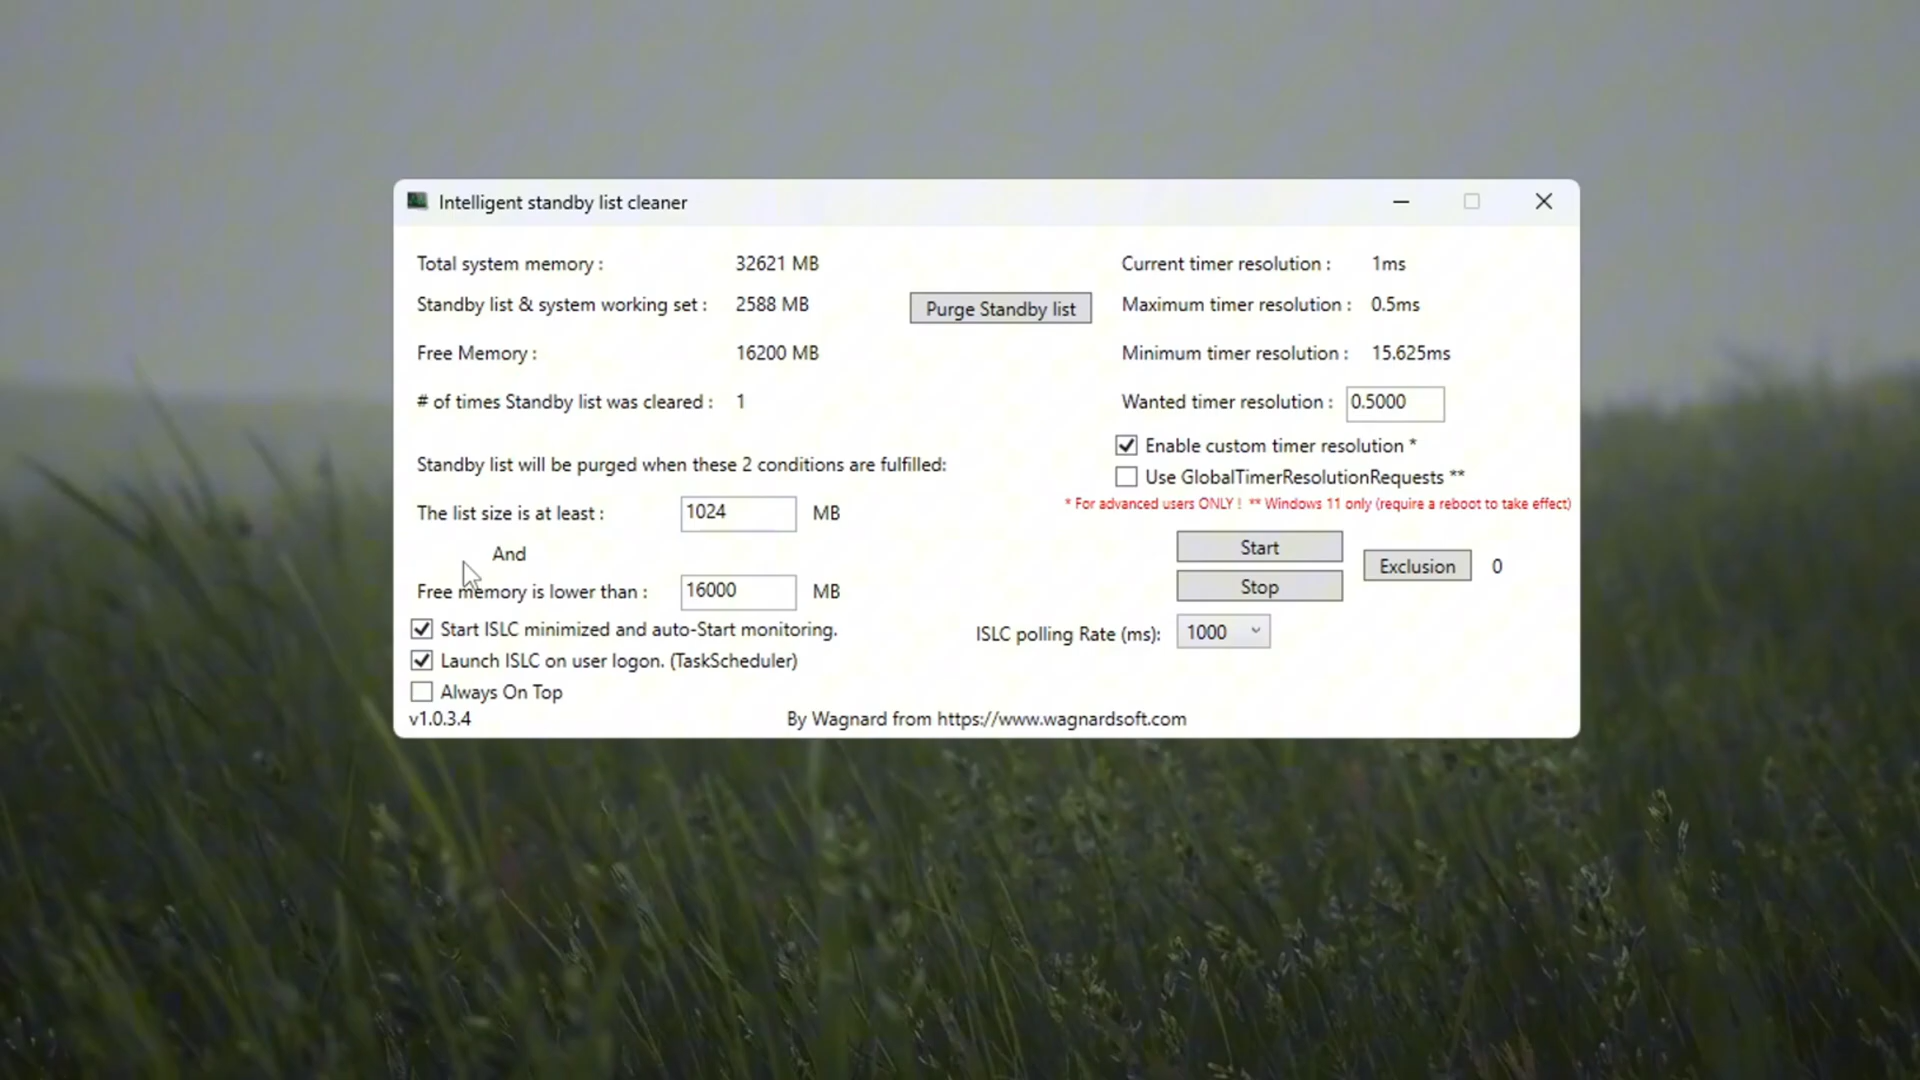 Intelligent standby list cleaner
Total system memory : 32621 MB
Standby list & system working set : 2588 MB
Purge Standby list
Free Memory : 16200 MB
# of times Standby list was cleared : 1
Standby list will be purged when these 2 conditions are fulfilled:
The list size is at least : 1024 MB
And
Free memory is lower than : 16000 MB
Start ISLC minimized and auto-Start monitoring.
Launch ISLC on user logon. (TaskScheduler)
Always On Top
Current timer resolution : 1ms
Maximum timer resolution : 0.5ms
Minimum timer resolution : 15.625ms
Wanted timer resolution : 0.5000
Enable custom timer resolution *
Use GlobalTimerResolutionRequests **
* For advanced users ONLY ! ** Windows 11 only (require a reboot to take effect)
Start
Stop
Exclusion 0
ISLC polling Rate (ms): 1000
v1.0.3.4
By Wagnard from https://www.wagnardsoft.com